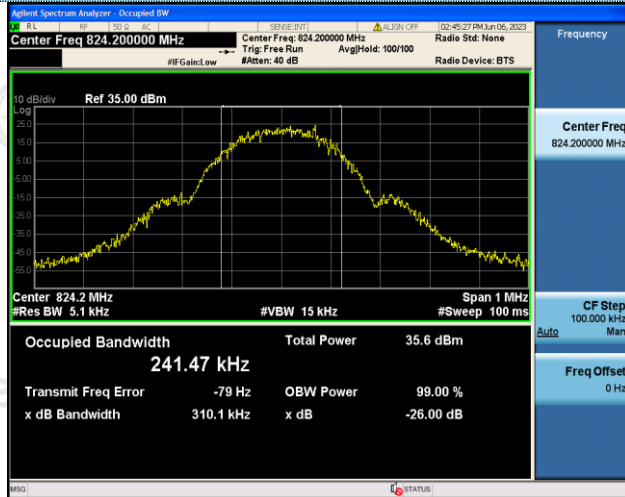 Agilent Spectrum Analyzer - Occupied BW
RL RF 50 Ω AC SENSE:INT ALIGN OFF 02:45:27 PM Jun 06, 2023
Center Freq 824.200000 MHz Center Freq: 824.200000 MHz Radio Std: None
Trig: Free Run Avg|Hold: 100/100
#IFGain:Low #Atten: 40 dB Radio Device: BTS
Frequency
10 dB/div Ref 35.00 dBm
Log
25.0
15.0
5.00
-5.00
-15.0
-25.0
-35.0
-45.0
-55.0
Center Freq
824.200000 MHz
Center 824.2 MHz Span 1 MHz
#Res BW 5.1 kHz #VBW 15 kHz #Sweep 100 ms
CF Step
100.000 kHz
Auto Man
Occupied Bandwidth Total Power 35.6 dBm
241.47 kHz
Freq Offset
0 Hz
Transmit Freq Error -79 Hz OBW Power 99.00 %
x dB Bandwidth 310.1 kHz x dB -26.00 dB
MSG STATUS